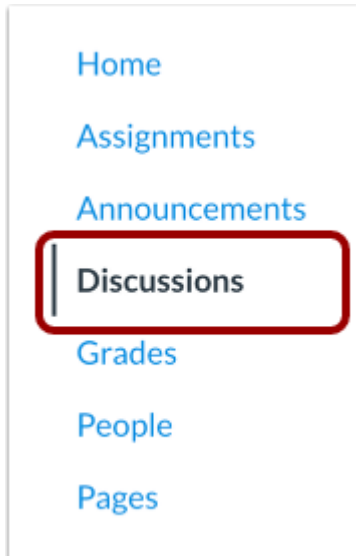 Home
Assignments
Announcements
Discussions
Grades
People
Pages